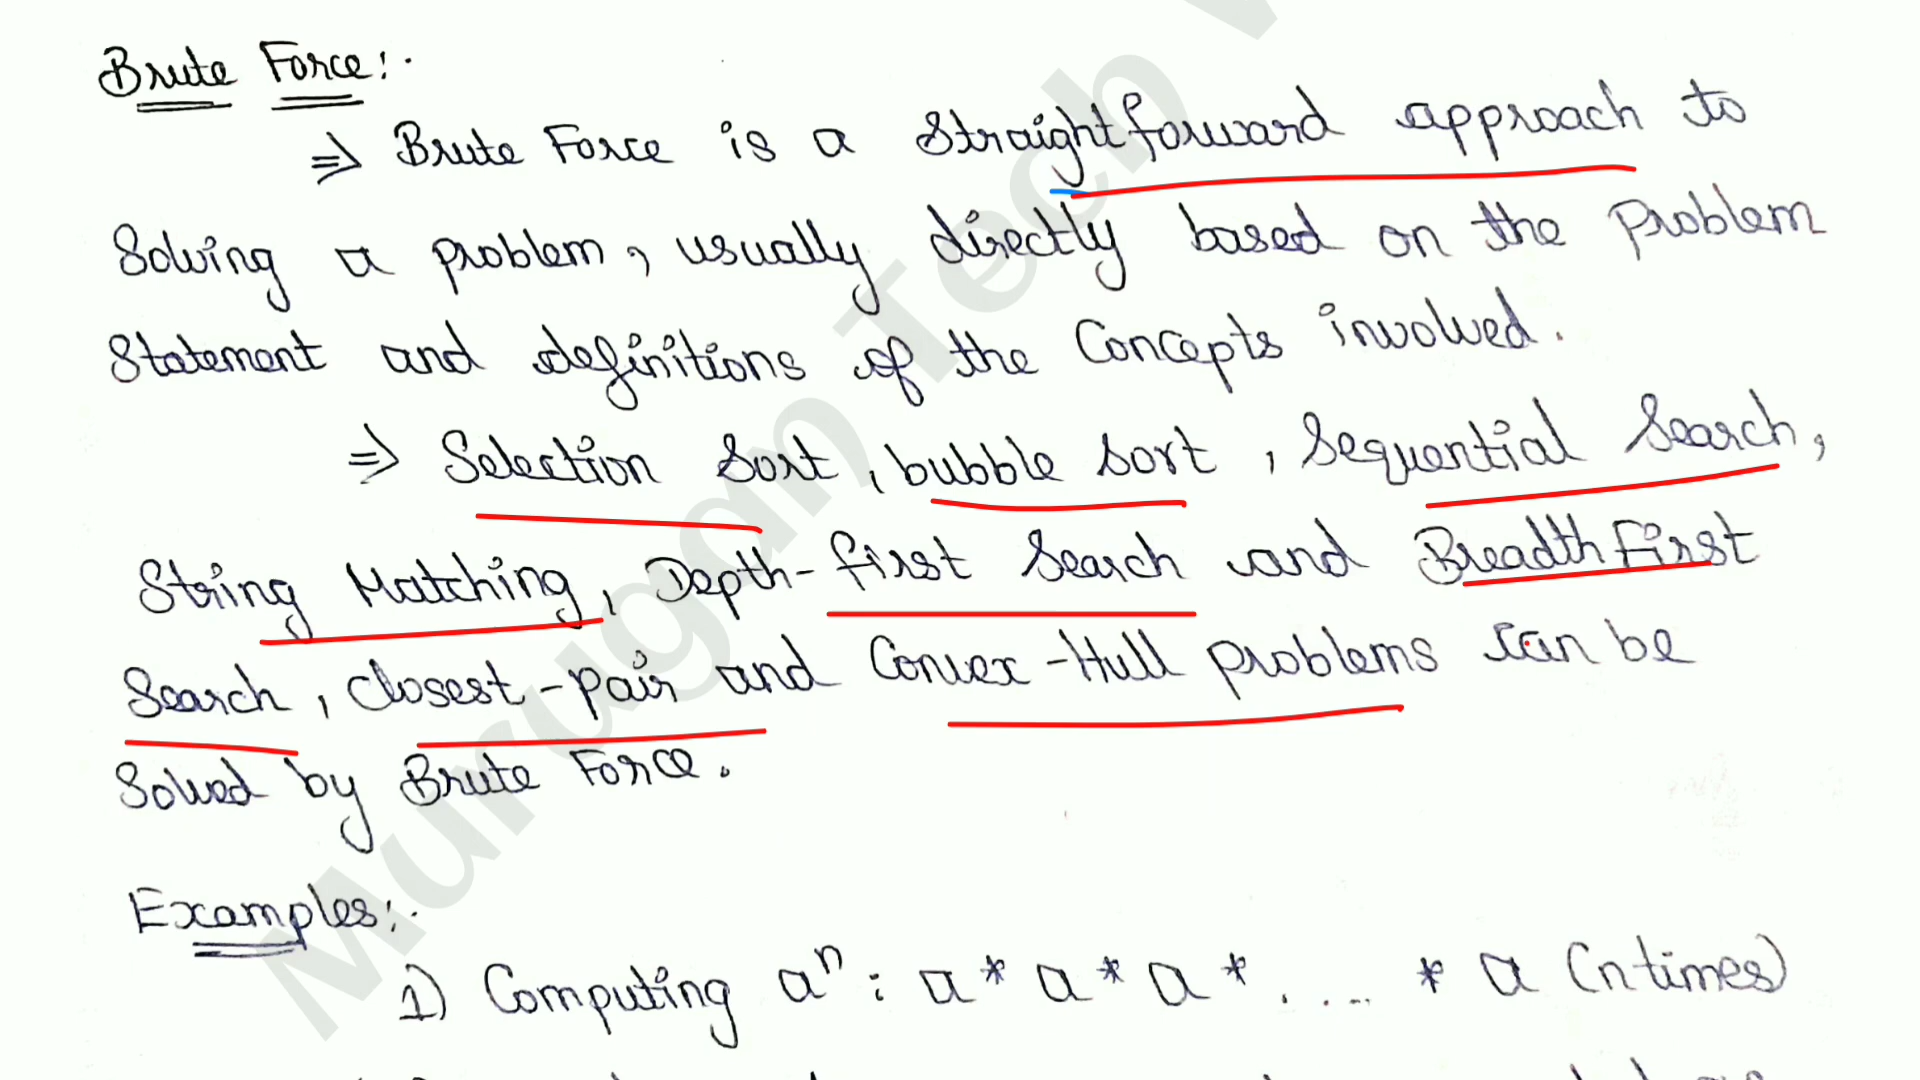 Brute Force:.
⇒ Brute Force is a Straightforward approach to
Solving a problem, usually directly based on the Problem
Statement and definitions of the Concepts involved.
⇒ Selection Sort, bubble sort, Sequential Search,
String Matching, Depth-first Search and Breadth First
Search, closest-pair and Convex-Hull problems can be
Solved by Brute Force.
Examples:.
1) Computing aⁿ : a * a * a * . ... * a (n times)
Murugan Tech